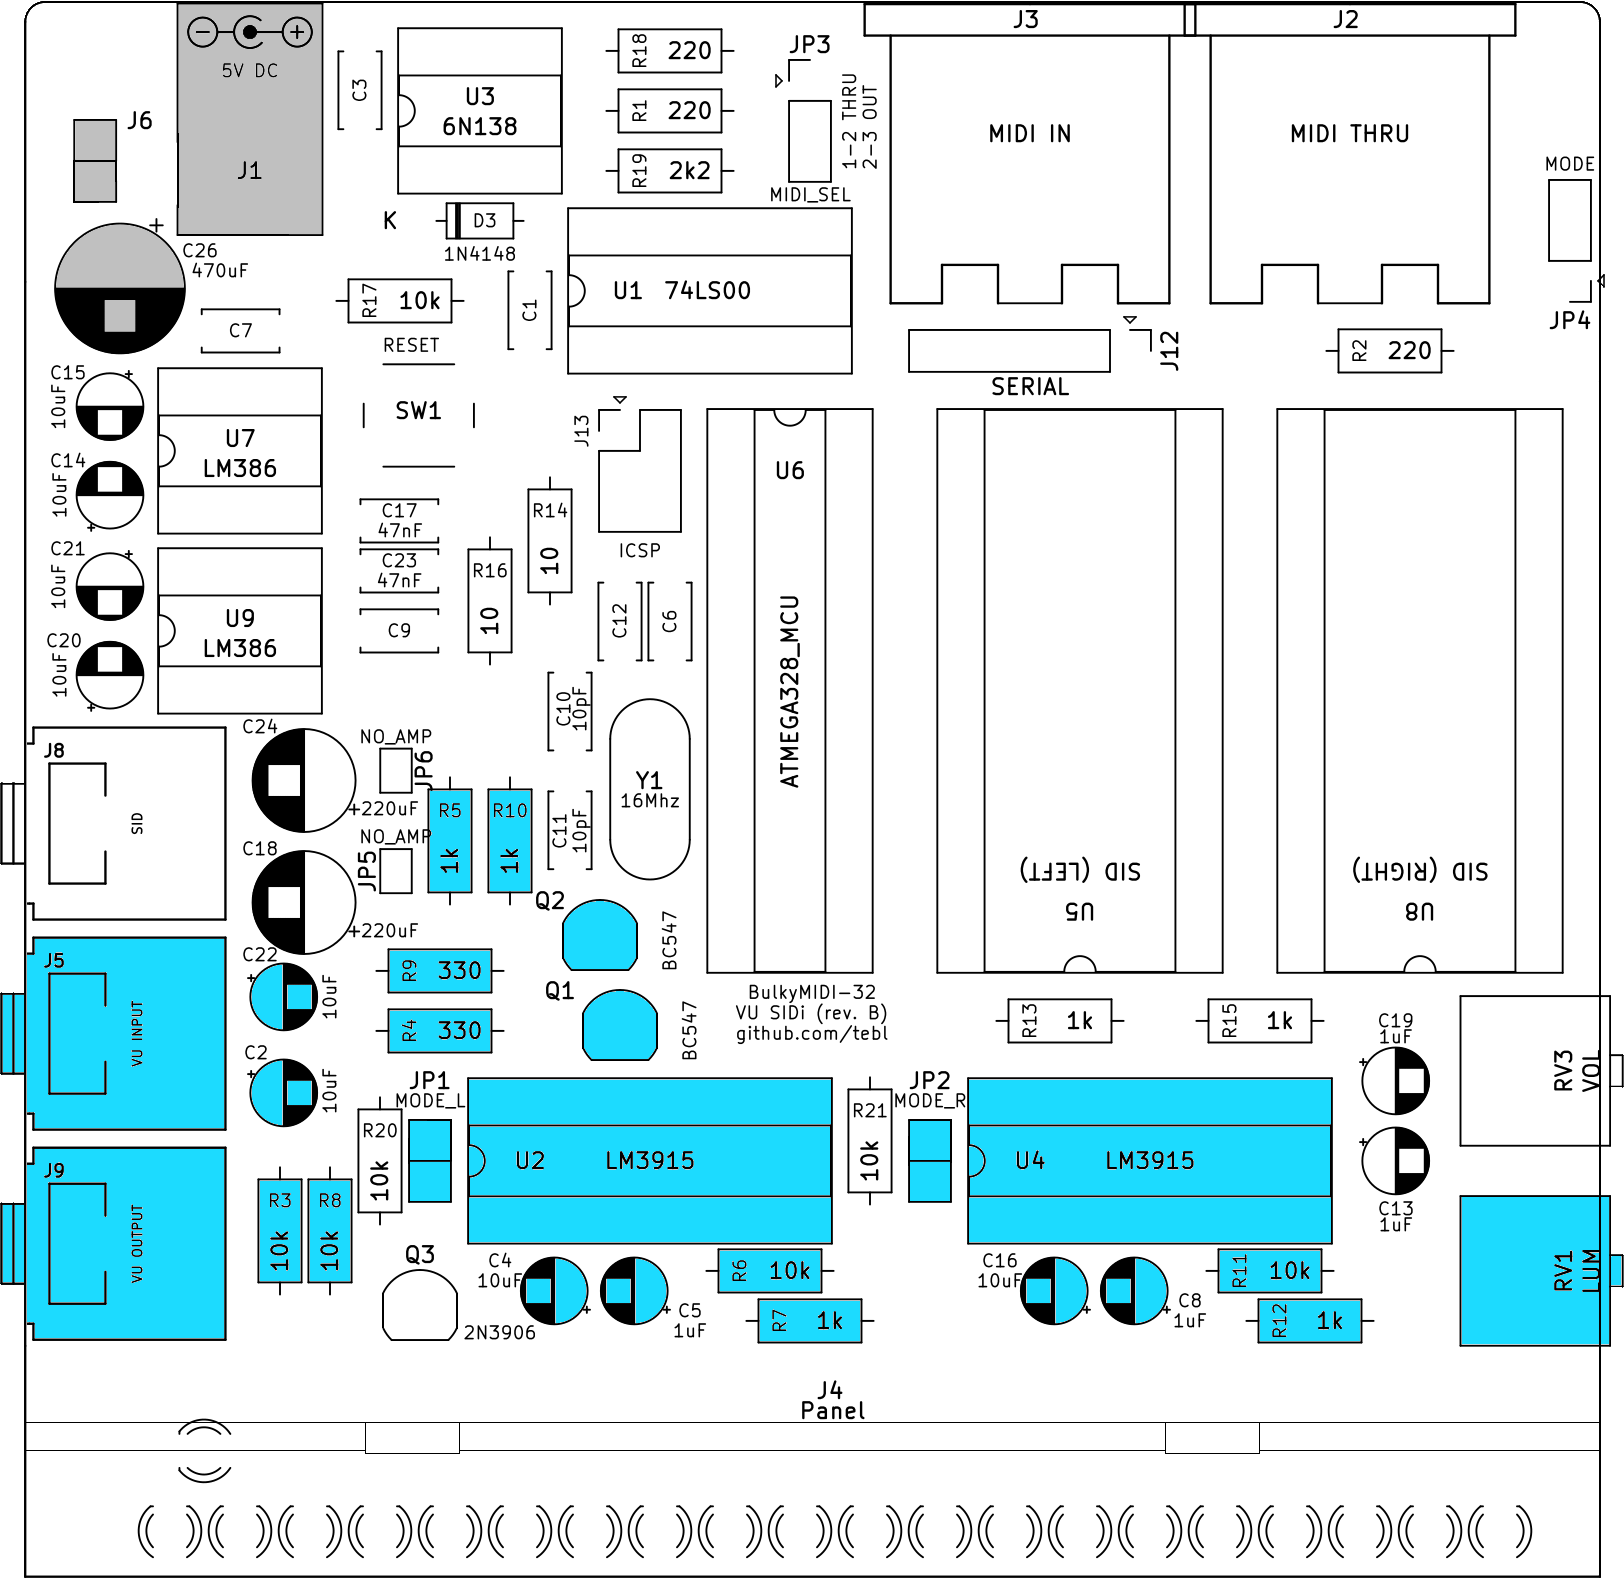 5V DC
J6
J1
C3
U3
6N138
R18
220
R1
220
R19
2k2
JP3
1-2 THRU
2-3 OUT
MIDI_SEL
J3
J2
MIDI IN
MIDI THRU
MODE
JP4
K
D3
1N4148
+
C26
470uF
R17
10k
C1
U1 74LS00
C7
RESET
SW1
SERIAL
J12
R2
220
C15
10uF
C14
10uF
U7
LM386
C21
10uF
C20
10uF
U9
LM386
C17
47nF
C23
47nF
C9
R14
10
R16
10
J13
ICSP
C12
C6
C10
10pF
C11
10pF
Y1
16Mhz
U6
ATMEGA328_MCU
SID (LEFT)
U5
SID (RIGHT)
U8
J8
SID
C24
+220uF
NO_AMP
JP6
C18
+220uF
NO_AMP
JP5
R5
1k
R10
1k
Q2
BC547
Q1
BC547
J5
VU INPUT
C22
10uF
C2
10uF
R9
330
R4
330
BulkyMIDI-32
VU SIDi (rev. B)
github.com/tebl
R13
1k
R15
1k
C19
1uF
RV3
VOL
JP1
MODE_L
JP2
MODE_R
R20
10k
R21
10k
U2 LM3915
U4 LM3915
C13
1uF
J9
VU OUTPUT
R3
10k
R8
10k
Q3
2N3906
C4
10uF
C5
1uF
R6
10k
R7
1k
C16
10uF
C8
1uF
R11
10k
R12
1k
RV1
LUM
J4
Panel